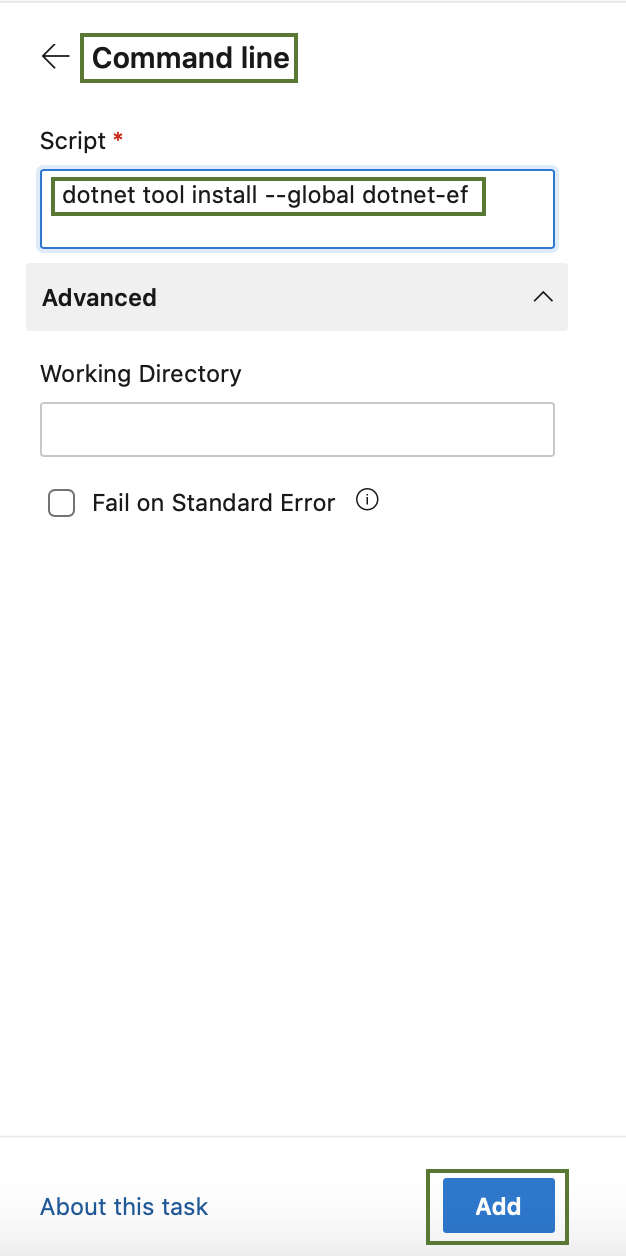 Command line
Script *
dotnet tool install --global dotnet-ef
Advanced
Working Directory
Fail on Standard Error
About this task
Add